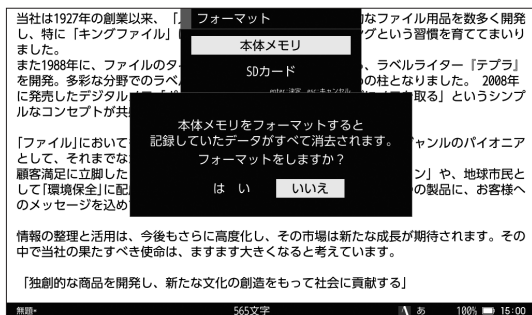 当社は1927年の創業以来、「
なファイル用品を数多く開発
し、特に「キングファイル」
グという習慣を育ててまいり
ました。
また1988年に、ファイルのタ
、ラベルライター「テプラ」
を開発。多彩な分野でのラベ
の柱となりました。 2008年
に発売したデジタル
取る」というシンプ
ルなコンセプトが共
「ファイル」において
ャンルのパイオニア
として、それまでな
顧客満足に立脚した
ン」や、地球市民と
して「環境保全」に配
の製品に、お客様へ
のメッセージを込め
情報の整理と活用は、今後もさらに高度化し、その市場は新たな成長が期待されます。その
中で当社の果たすべき使命は、ますます大きくなると考えています。
「独創的な商品を開発し、新たな文化の創造をもって社会に貢献する」
フォーマット
本体メモリ
SDカード
enter:決定 esc:キャンセル
本体メモリをフォーマットすると
記録していたデータがすべて消去されます。
フォーマットをしますか？
はい いいえ
無題* 565文字 あ 100% 15:00